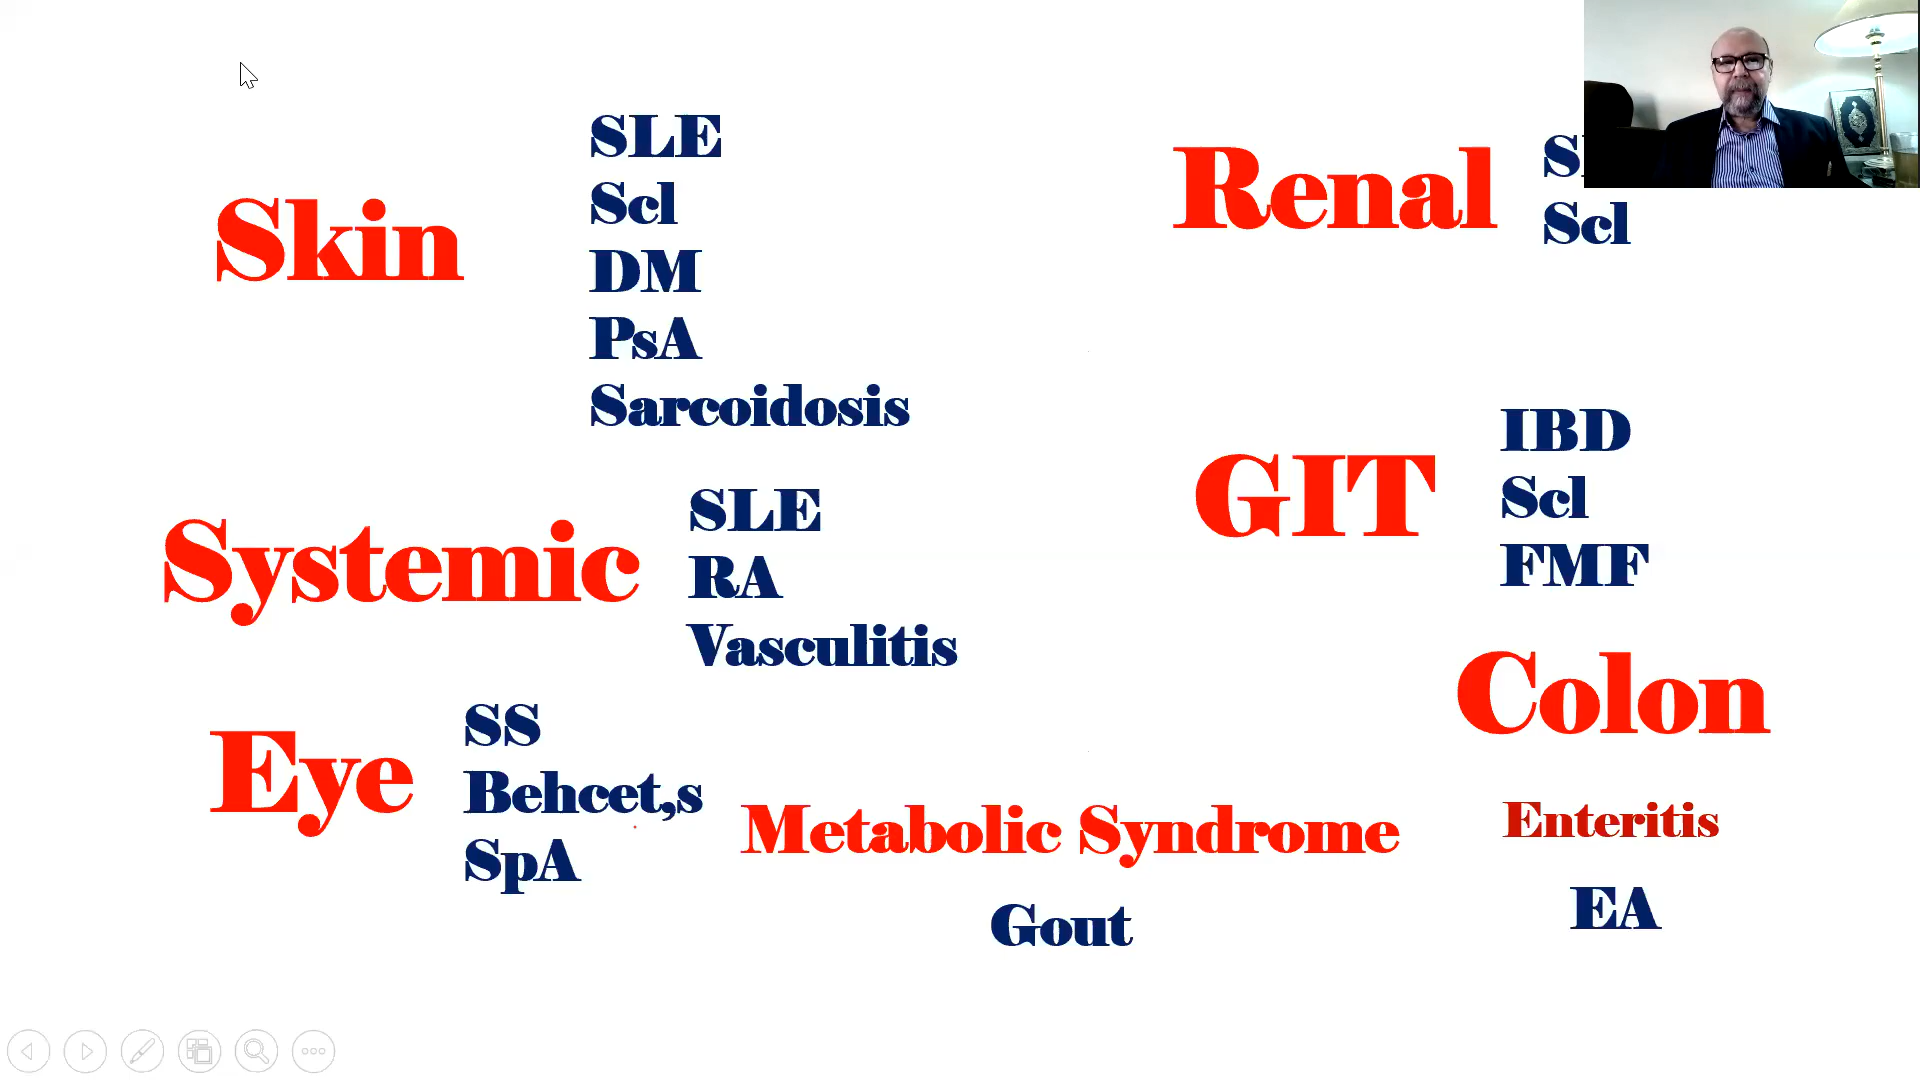 Skin
SLE
Scl
DM
PsA
Sarcoidosis
Systemic
SLE
RA
Vasculitis
Eye
SS
Behcet,s
SpA
Metabolic Syndrome
Gout
Renal
Scl
GIT
IBD
Scl
FMF
Colon
Enteritis
EA